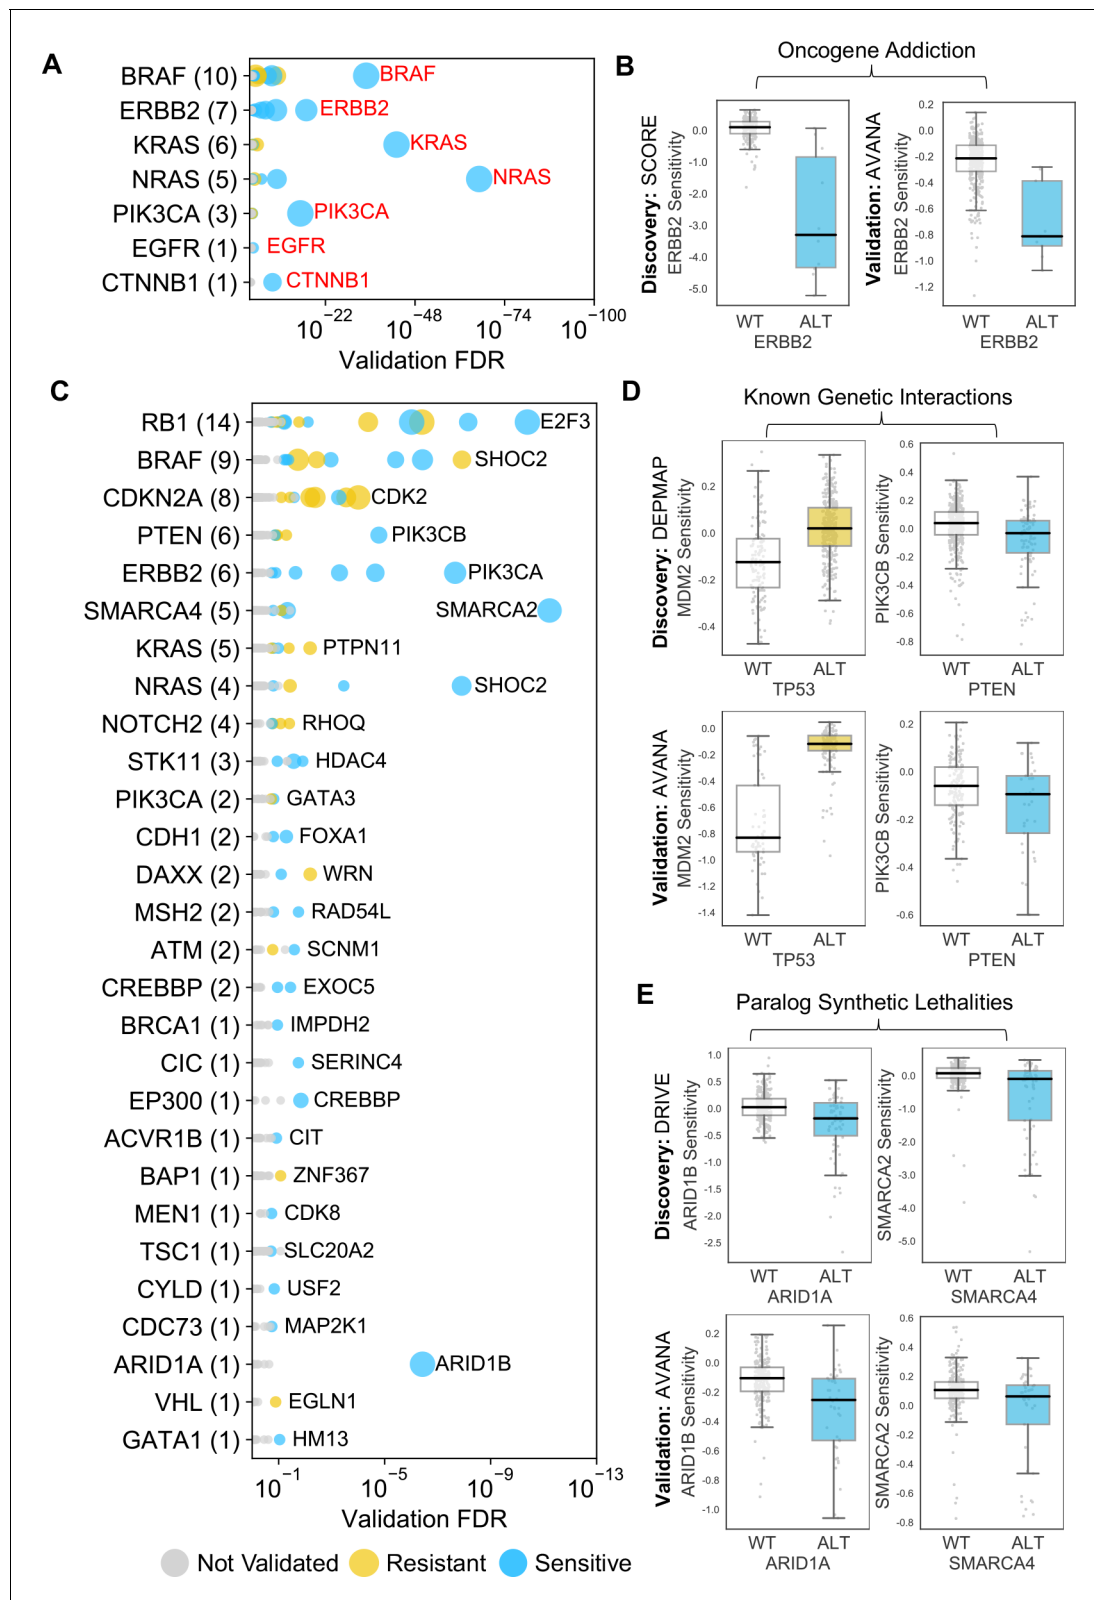 A
BRAF (10)
ERBB2 (7)
KRAS (6)
NRAS (5)
PIK3CA (3)
EGFR (1)
CTNNB1 (1)
BRAF
ERBB2
KRAS
NRAS
PIK3CA
EGFR
CTNNB1
10^-22
10^-48
10^-74
10^-100
Validation FDR
B
Oncogene Addiction
Discovery: SCORE
ERBB2 Sensitivity
0.0
-1.0
-2.0
-3.0
-4.0
-5.0
WT
ALT
ERBB2
Validation: AVANA
ERBB2 Sensitivity
0.2
0.0
-0.2
-0.4
-0.6
-0.8
-1.0
-1.2
WT
ALT
ERBB2
C
RB1 (14)
E2F3
BRAF (9)
SHOC2
CDKN2A (8)
CDK2
PTEN (6)
PIK3CB
ERBB2 (6)
PIK3CA
SMARCA4 (5)
SMARCA2
KRAS (5)
PTPN11
NRAS (4)
SHOC2
NOTCH2 (4)
RHOQ
STK11 (3)
HDAC4
PIK3CA (2)
GATA3
CDH1 (2)
FOXA1
DAXX (2)
WRN
MSH2 (2)
RAD54L
ATM (2)
SCNM1
CREBBP (2)
EXOC5
BRCA1 (1)
IMPDH2
CIC (1)
SERINC4
EP300 (1)
CREBBP
ACVR1B (1)
CIT
BAP1 (1)
ZNF367
MEN1 (1)
CDK8
TSC1 (1)
SLC20A2
CYLD (1)
USF2
CDC73 (1)
MAP2K1
ARID1A (1)
ARID1B
VHL (1)
EGLN1
GATA1 (1)
HM13
10^-1
10^-5
10^-9
10^-13
Validation FDR
Not Validated
Resistant
Sensitive
D
Known Genetic Interactions
Discovery: DEPMAP
MDM2 Sensitivity
0.2
0.0
-0.2
-0.4
WT
ALT
TP53
PIK3CB Sensitivity
0.6
0.4
0.2
0.0
-0.2
-0.4
-0.6
-0.8
WT
ALT
PTEN
Validation: AVANA
MDM2 Sensitivity
-0.0
-0.2
-0.4
-0.6
-0.8
-1.0
-1.2
-1.4
WT
ALT
TP53
PIK3CB Sensitivity
0.2
0.0
-0.2
-0.4
-0.6
WT
ALT
PTEN
E
Paralog Synthetic Lethalities
Discovery: DRIVE
ARID1B Sensitivity
1.0
0.5
0.0
-0.5
-1.0
-1.5
-2.0
-2.5
WT
ALT
ARID1A
SMARCA2 Sensitivity
0.0
-1.0
-2.0
-3.0
-4.0
-5.0
WT
ALT
SMARCA4
Validation: AVANA
ARID1B Sensitivity
0.2
0.0
-0.2
-0.4
-0.6
-0.8
-1.0
WT
ALT
ARID1A
SMARCA2 Sensitivity
0.6
0.4
0.2
0.0
-0.2
-0.4
-0.6
-0.8
WT
ALT
SMARCA4